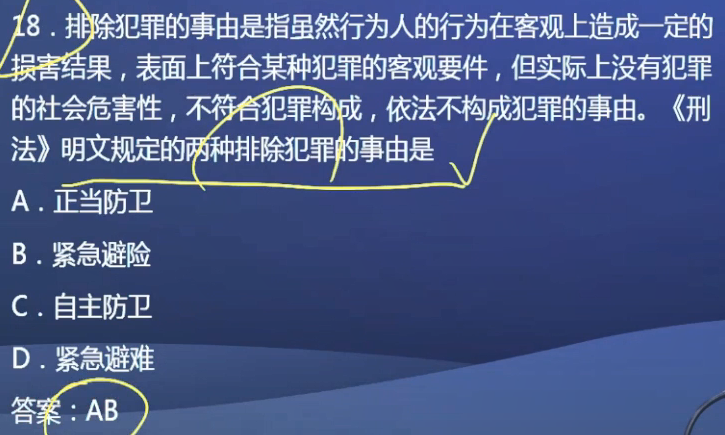 18．排除犯罪的事由是指虽然行为人的行为在客观上造成一定的
损害结果，表面上符合某种犯罪的客观要件，但实际上没有犯罪
的社会危害性，不符合犯罪构成，依法不构成犯罪的事由。《刑
法》明文规定的两种排除犯罪的事由是
A．正当防卫
B．紧急避险
C．自主防卫
D．紧急避难
答案：AB